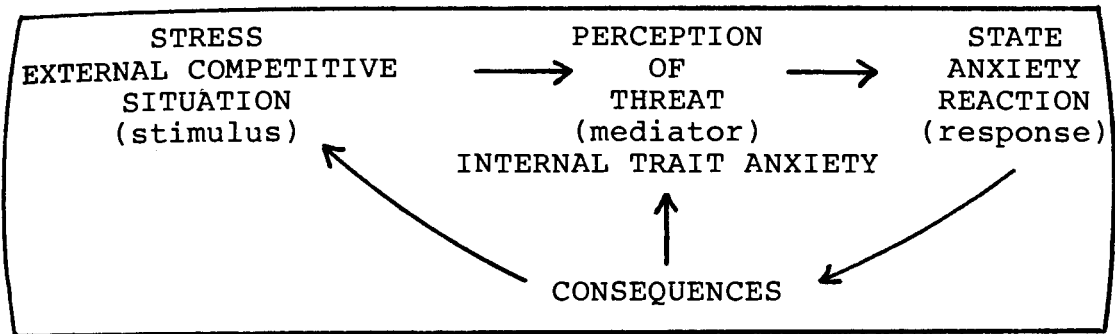 STRESS
EXTERNAL COMPETITIVE
SITUATION
(stimulus)
PERCEPTION
OF
THREAT
(mediator)
INTERNAL TRAIT ANXIETY
STATE
ANXIETY
REACTION
(response)
CONSEQUENCES